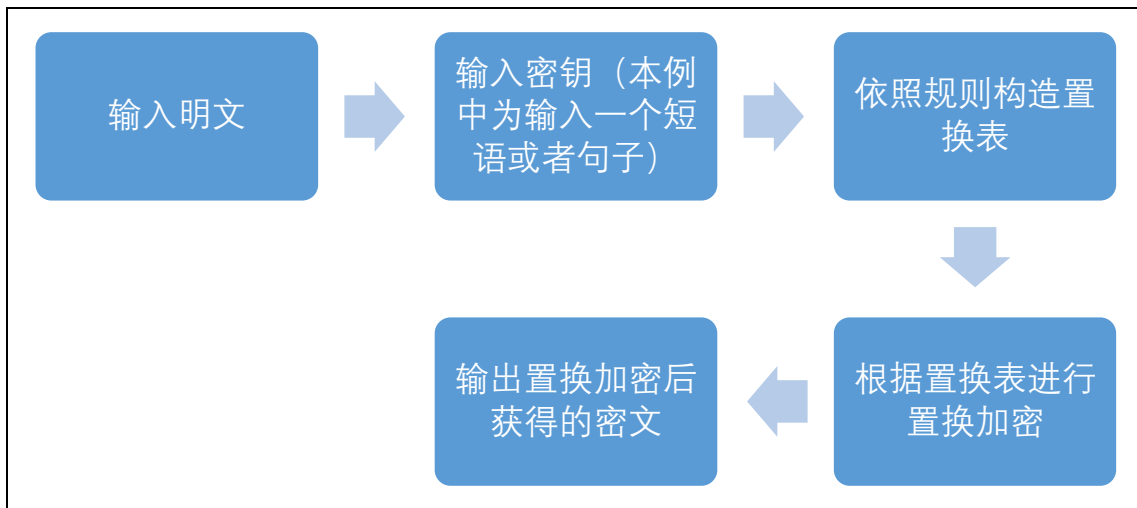 输入明文
输入密钥（本例
中为输入一个短
语或者句子）
依照规则构造置
换表
根据置换表进行
置换加密
输出置换加密后
获得的密文